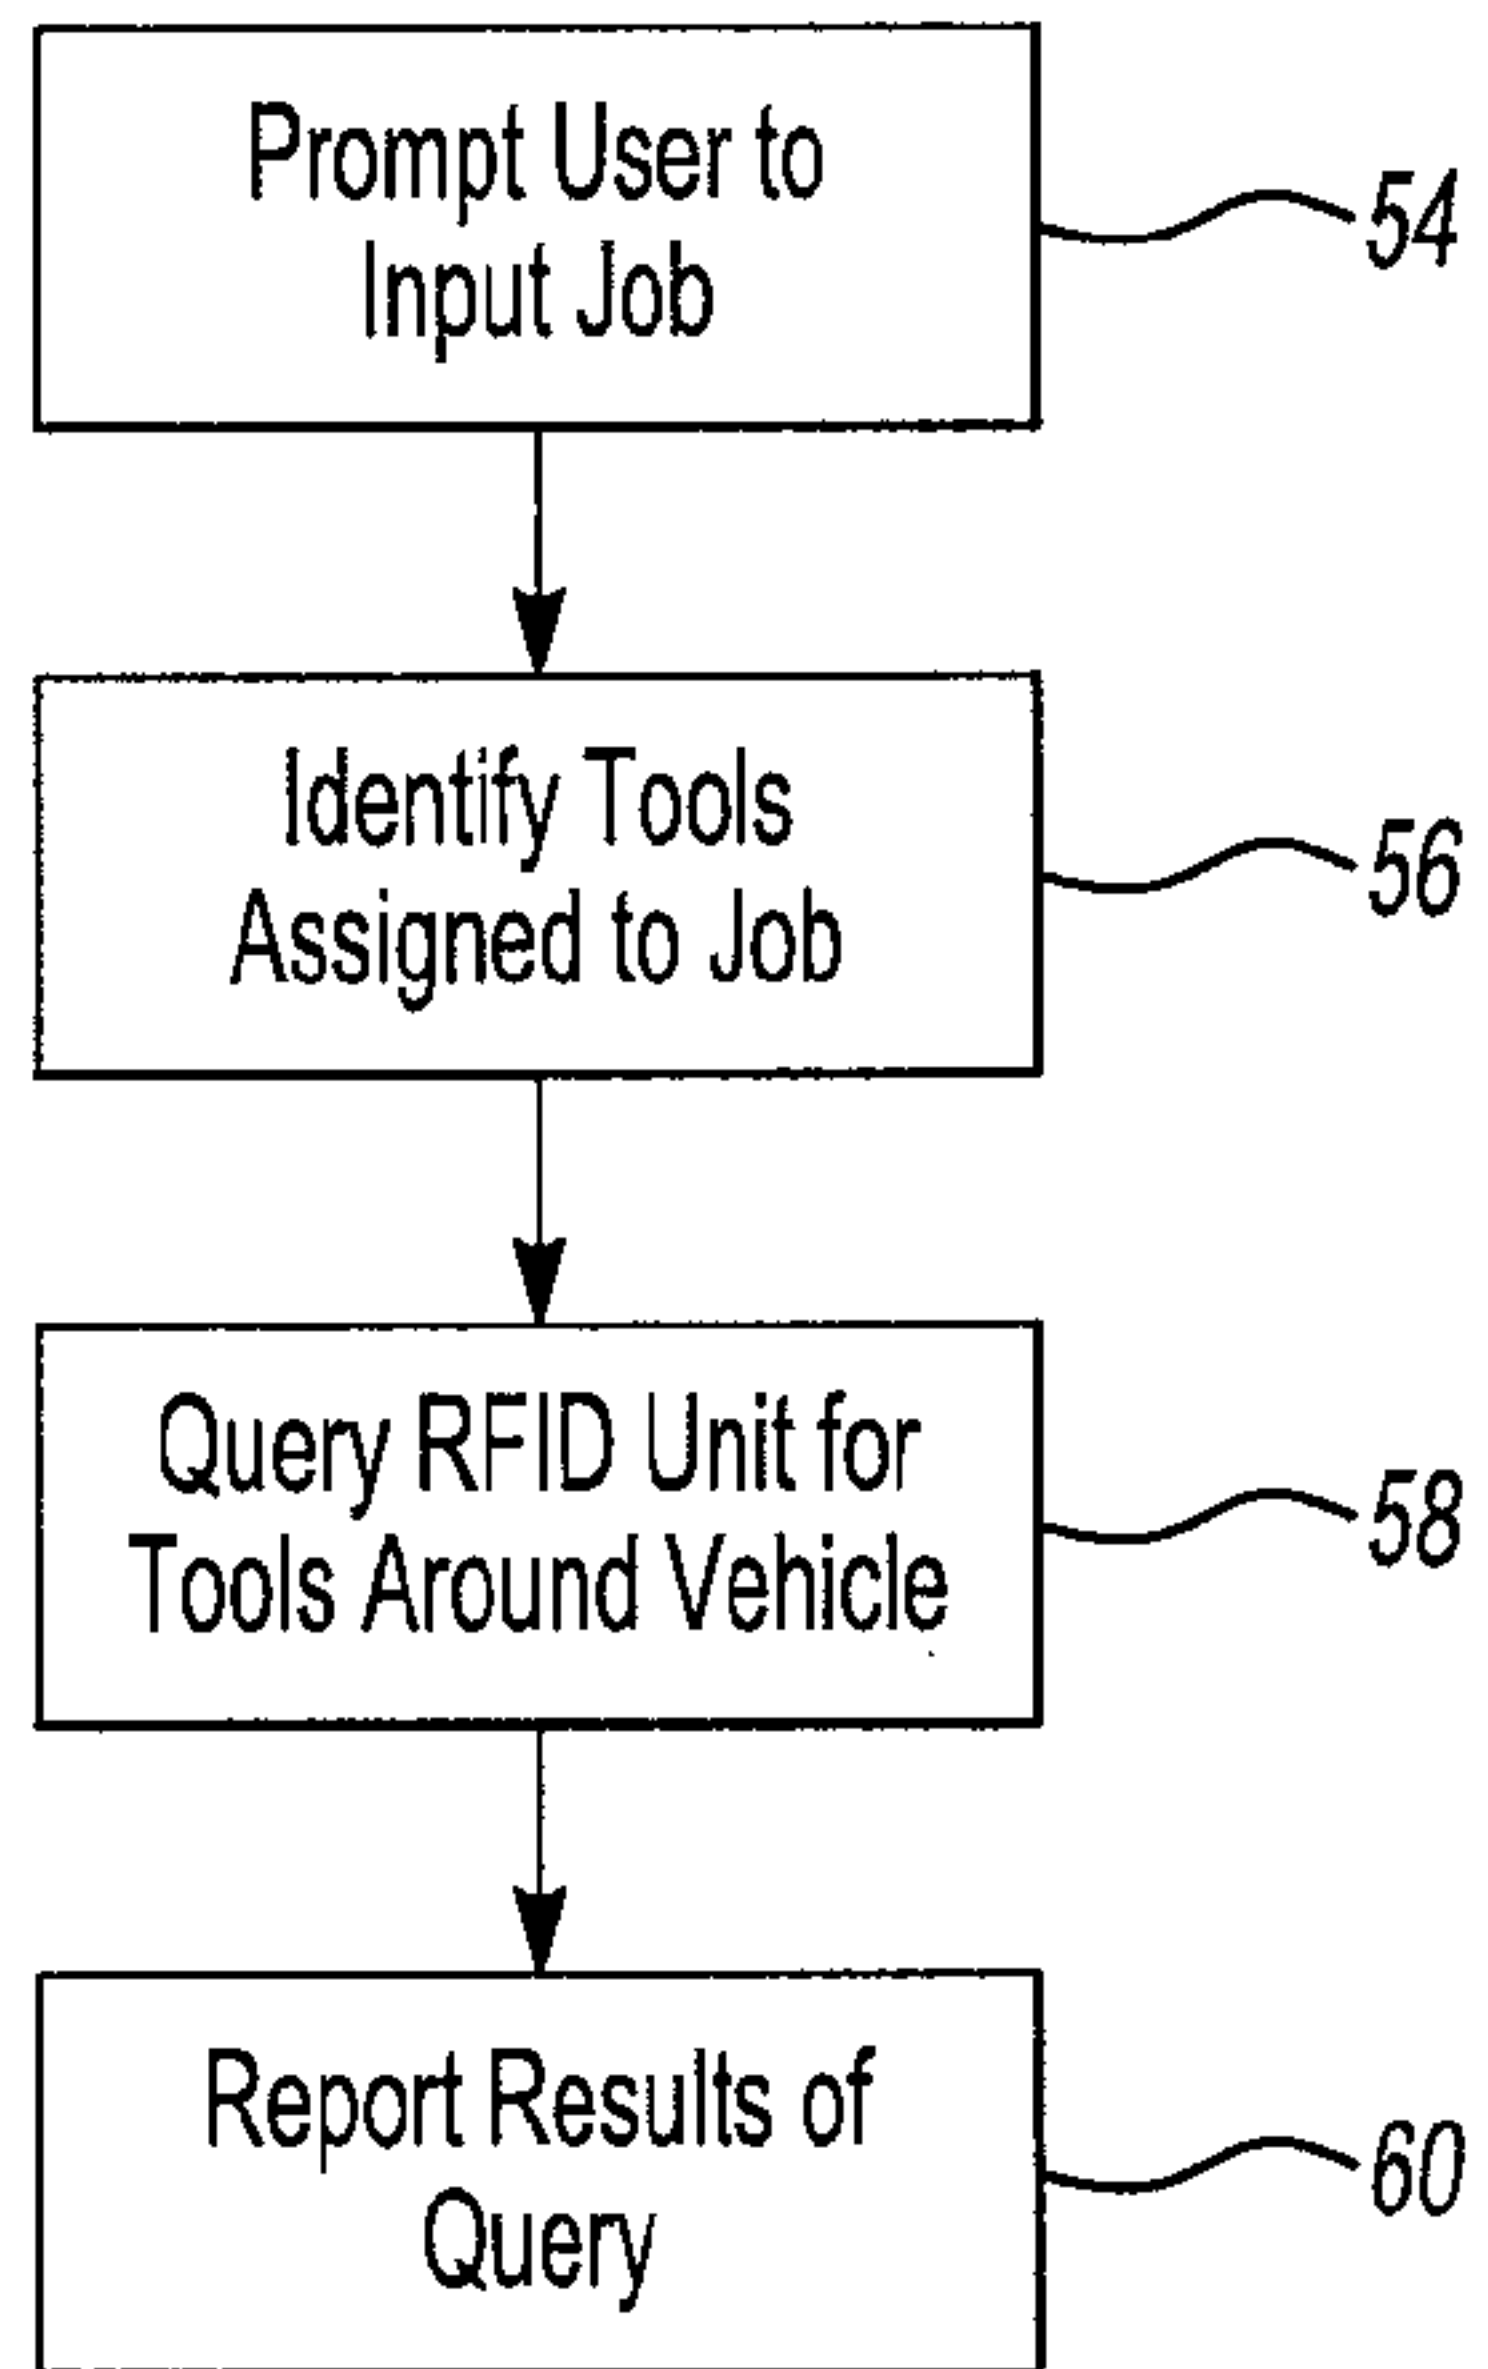 Prompt User to
Input Job
54
Identify Tools
Assigned to Job
56
Query RFID Unit for
Tools Around Vehicle
58
Report Results of
Query
60